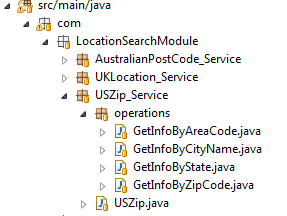 src/main/java
com
LocationSearchModule
AustralianPostCode_Service
UKLocation_Service
USZip_Service
operations
GetInfoByAreaCode.java
GetInfoByCityName.java
GetInfoByState.java
GetInfoByZipCode.java
USZip.java